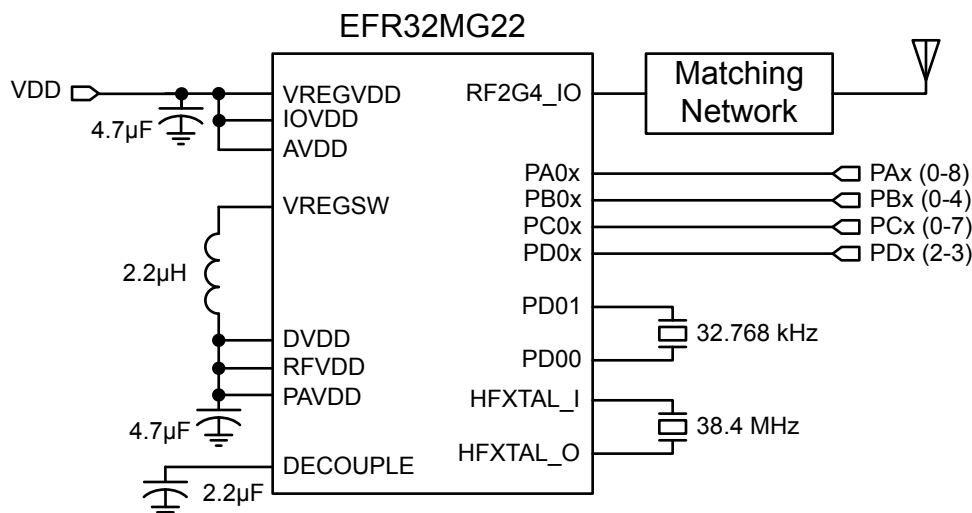 EFR32MG22
VDD
4.7µF
VREGVDD
IOVDD
AVDD
VREGSW
2.2µH
DVDD
RFVDD
PAVDD
4.7µF
DECOUPLE
2.2µF
RF2G4_IO
Matching
Network
PA0x
PAx (0-8)
PB0x
PBx (0-4)
PC0x
PCx (0-7)
PD0x
PDx (2-3)
PD01
32.768 kHz
PD00
HFXTAL_I
38.4 MHz
HFXTAL_O